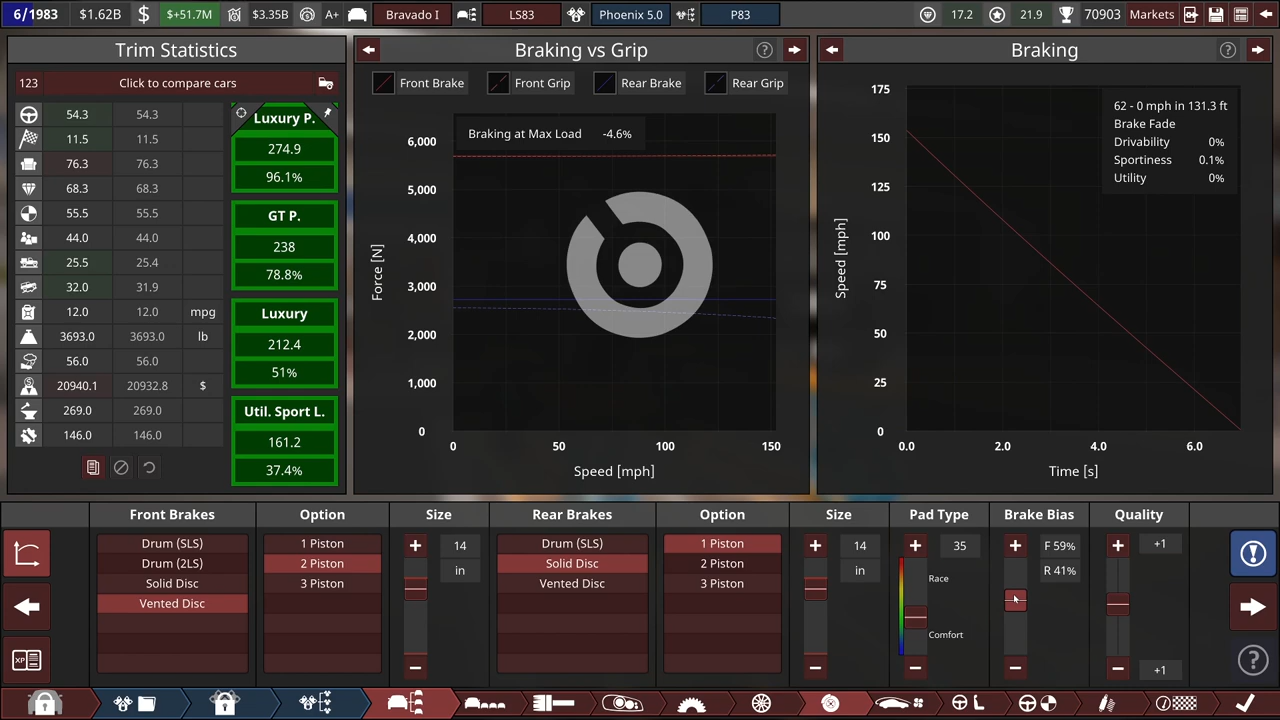 6/1983 $1.62B $+51.7M $3.35B A+ Bravado I LS83 Phoenix 5.0 P83 17.2 21.9 70903 Markets
Trim Statistics
123 Click to compare cars
54.3 54.3
11.5 11.5
76.3 76.3
68.3 68.3
55.5 55.5
44.0 44.0
25.5 25.4
32.0 31.9
12.0 12.0 mpg
3693.0 3693.0 lb
56.0 56.0
20940.1 20932.8 $
269.0 269.0
146.0 146.0
Luxury P.
274.9
96.1%
GT P.
238
78.8%
Luxury
212.4
51%
Util. Sport L.
161.2
37.4%
Braking vs Grip ?
Front Brake Front Grip Rear Brake Rear Grip
Braking at Max Load -4.6%
6,000
5,000
4,000
3,000
2,000
1,000
0
Force [N]
0 50 100 150
Speed [mph]
Braking ?
62 - 0 mph in 131.3 ft
Brake Fade
Drivability 0%
Sportiness 0.1%
Utility 0%
175
150
125
100
75
50
25
0
Speed [mph]
0.0 2.0 4.0 6.0
Time [s]
Front Brakes
Drum (SLS)
Drum (2LS)
Solid Disc
Vented Disc
Option
1 Piston
2 Piston
3 Piston
Size
+ 14
in
−
Rear Brakes
Drum (SLS)
Solid Disc
Vented Disc
Option
1 Piston
2 Piston
3 Piston
Size
+ 14
in
−
Pad Type
+ 35
Race
Comfort
−
Brake Bias
+ F 59%
R 41%
−
Quality
+ +1
− +1
XP
?